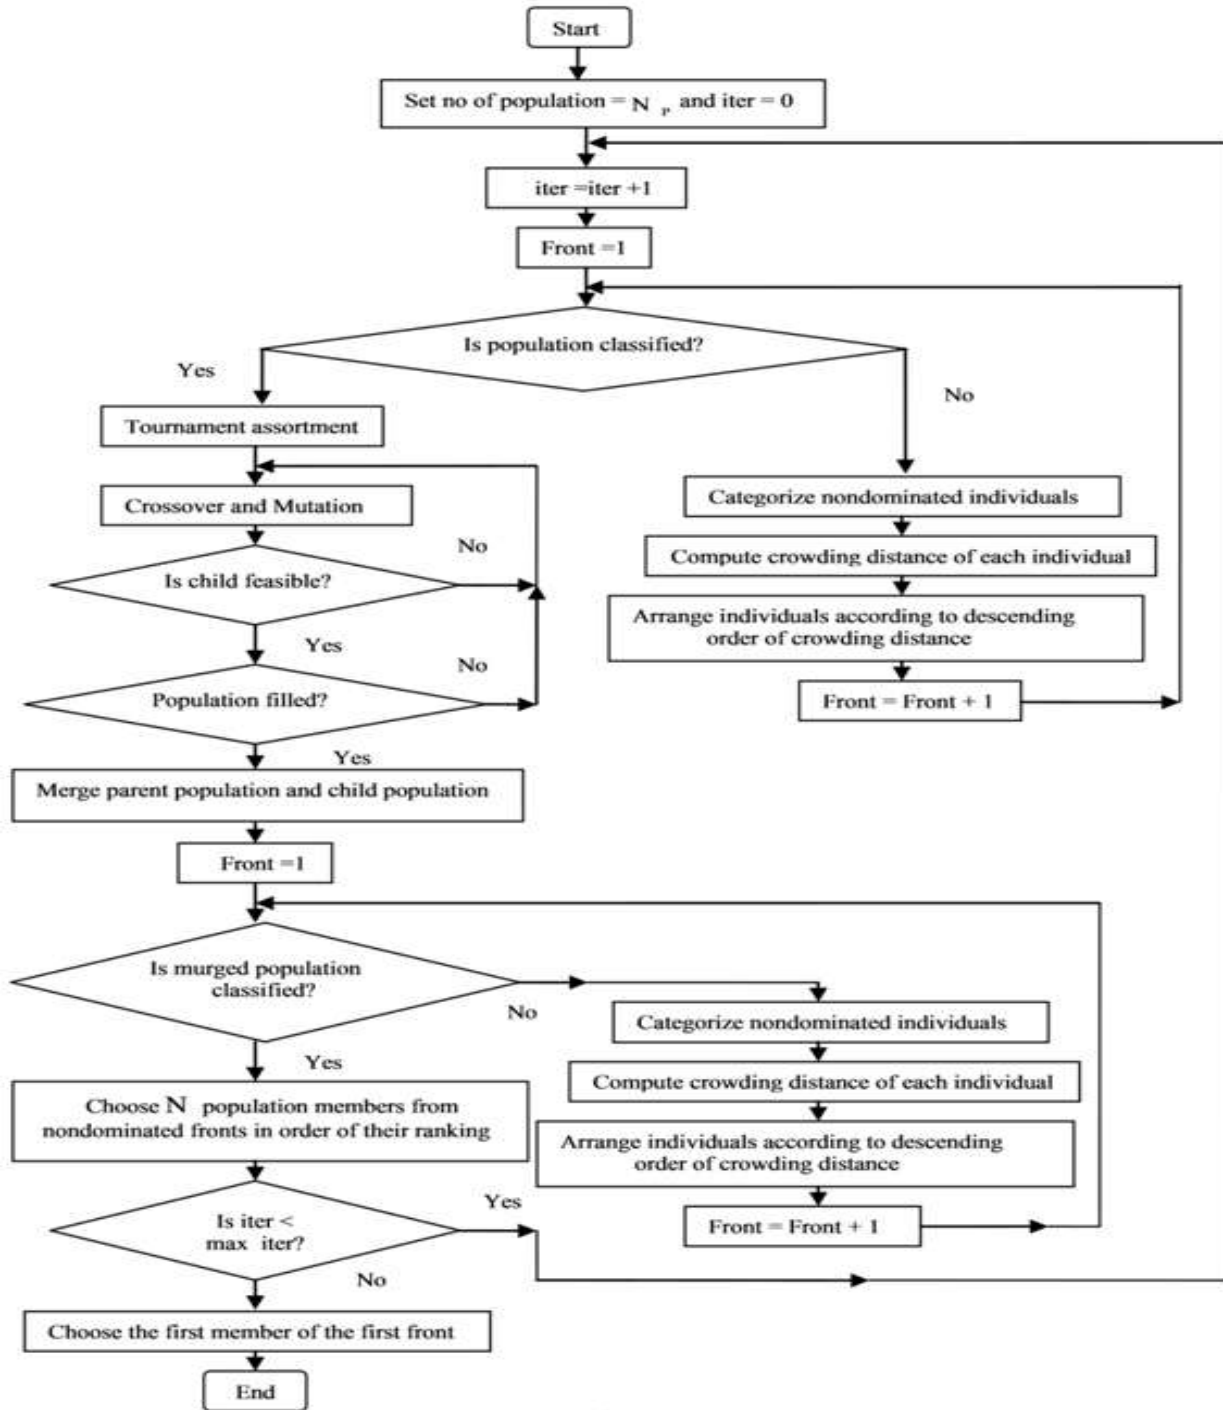 Start
Set no of population = N P and iter = 0
iter =iter +1
Front =1
Is population classified?
Yes
No
Tournament assortment
Crossover and Mutation
No
Is child feasible?
Yes
No
Population filled?
Yes
Categorize nondominated individuals
Compute crowding distance of each individual
Arrange individuals according to descending
order of crowding distance
Front = Front + 1
Merge parent population and child population
Front =1
Is murged population
classified?
No
Yes
Categorize nondominated individuals
Compute crowding distance of each individual
Arrange individuals according to descending
order of crowding distance
Front = Front + 1
Choose N population members from
nondominated fronts in order of their ranking
Yes
Is iter <
max iter?
No
Choose the first member of the first front
End